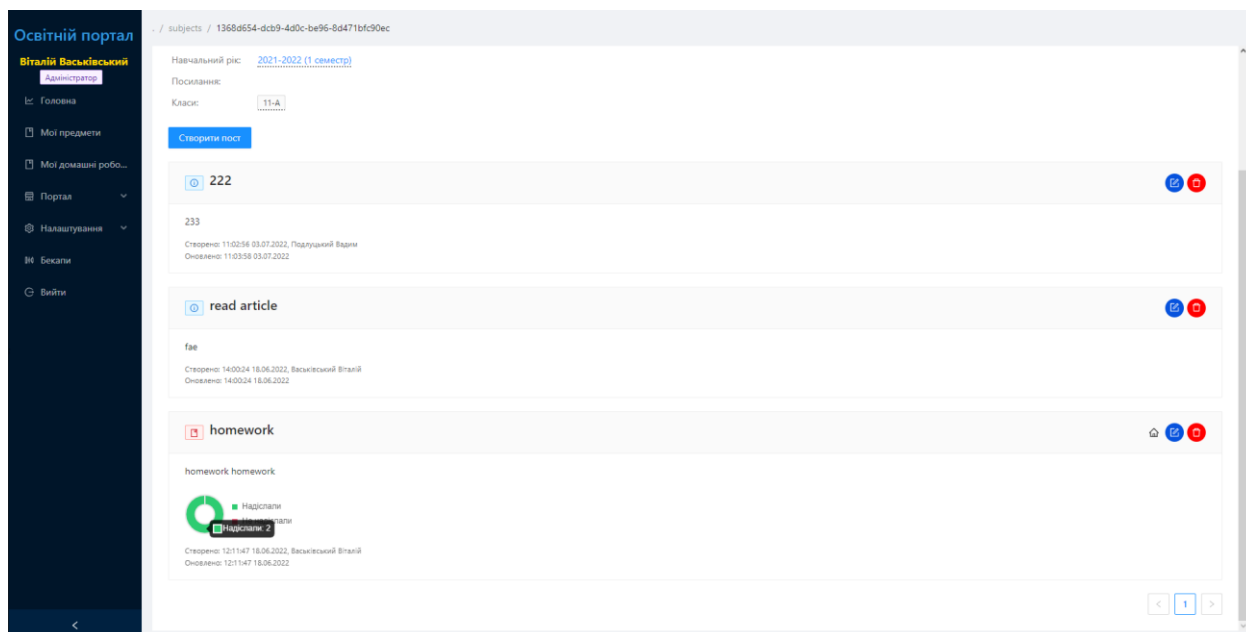 Освітній портал
Віталій Васьківський
Адміністратор
Головна
Мої предмети
Мої домашні робо...
Портал
Налаштування
Бекапи
Вийти
. / subjects / 1368d654-dcb9-4d0c-be96-8d471bfc90ec
Навчальний рік: 2021-2022 (1 семестр)
Посилання:
Класи: 11-А
Створити пост
222
233
Створено: 11:02:56 03.07.2022, Подлуцький Вадим
Оновлено: 11:03:58 03.07.2022
read article
fae
Створено: 14:00:24 18.06.2022, Васьківський Віталій
Оновлено: 14:00:24 18.06.2022
homework
homework homework
Надіслали
Не надіслали
Надіслали: 2
Створено: 12:11:47 18.06.2022, Васьківський Віталій
Оновлено: 12:11:47 18.06.2022
< 1 >
<